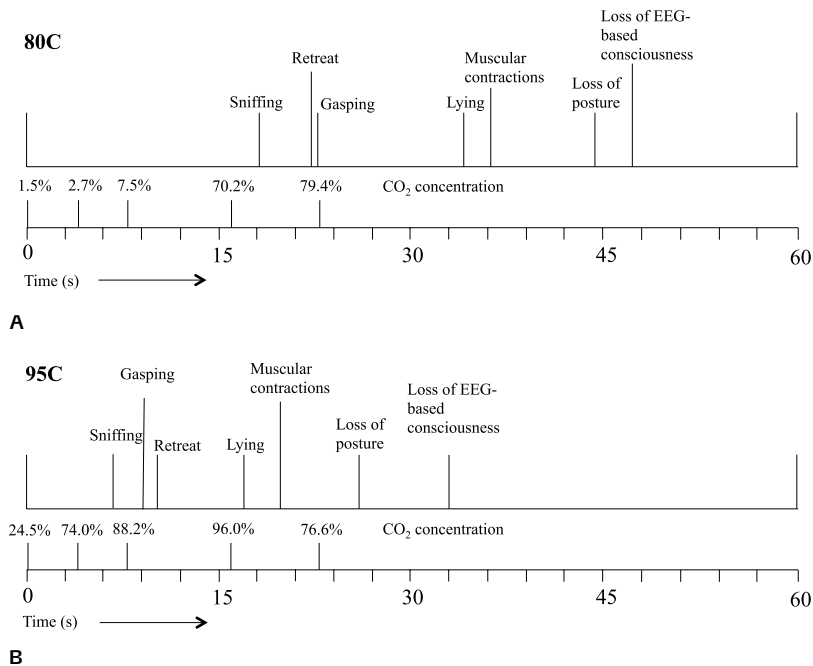 80C
Loss of EEG-
based
consciousness
Retreat
Muscular
contractions
Sniffing
Gasping
Lying
Loss of
posture
1.5% 2.7% 7.5% 70.2% 79.4% CO2 concentration
0 15 30 45 60
Time (s)
A
95C
Gasping
Muscular
contractions
Loss of EEG-
based
consciousness
Sniffing
Retreat
Lying
Loss of
posture
24.5% 74.0% 88.2% 96.0% 76.6% CO2 concentration
0 15 30 45 60
Time (s)
B